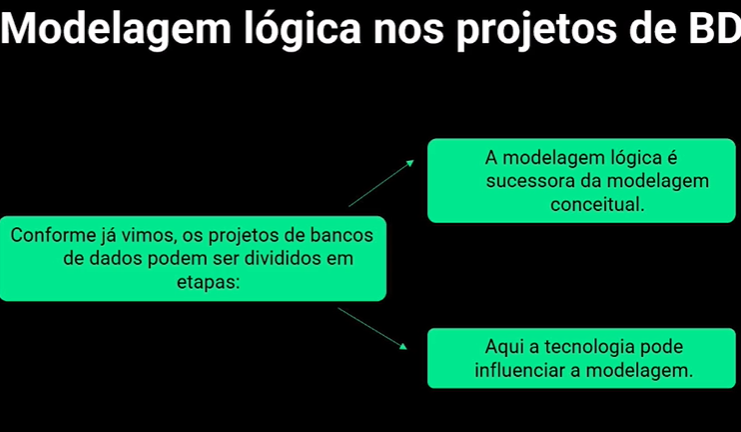 Modelagem lógica nos projetos de BD
A modelagem lógica é
sucessora da modelagem
conceitual.
Conforme já vimos, os projetos de bancos
de dados podem ser divididos em
etapas:
Aqui a tecnologia pode
influenciar a modelagem.